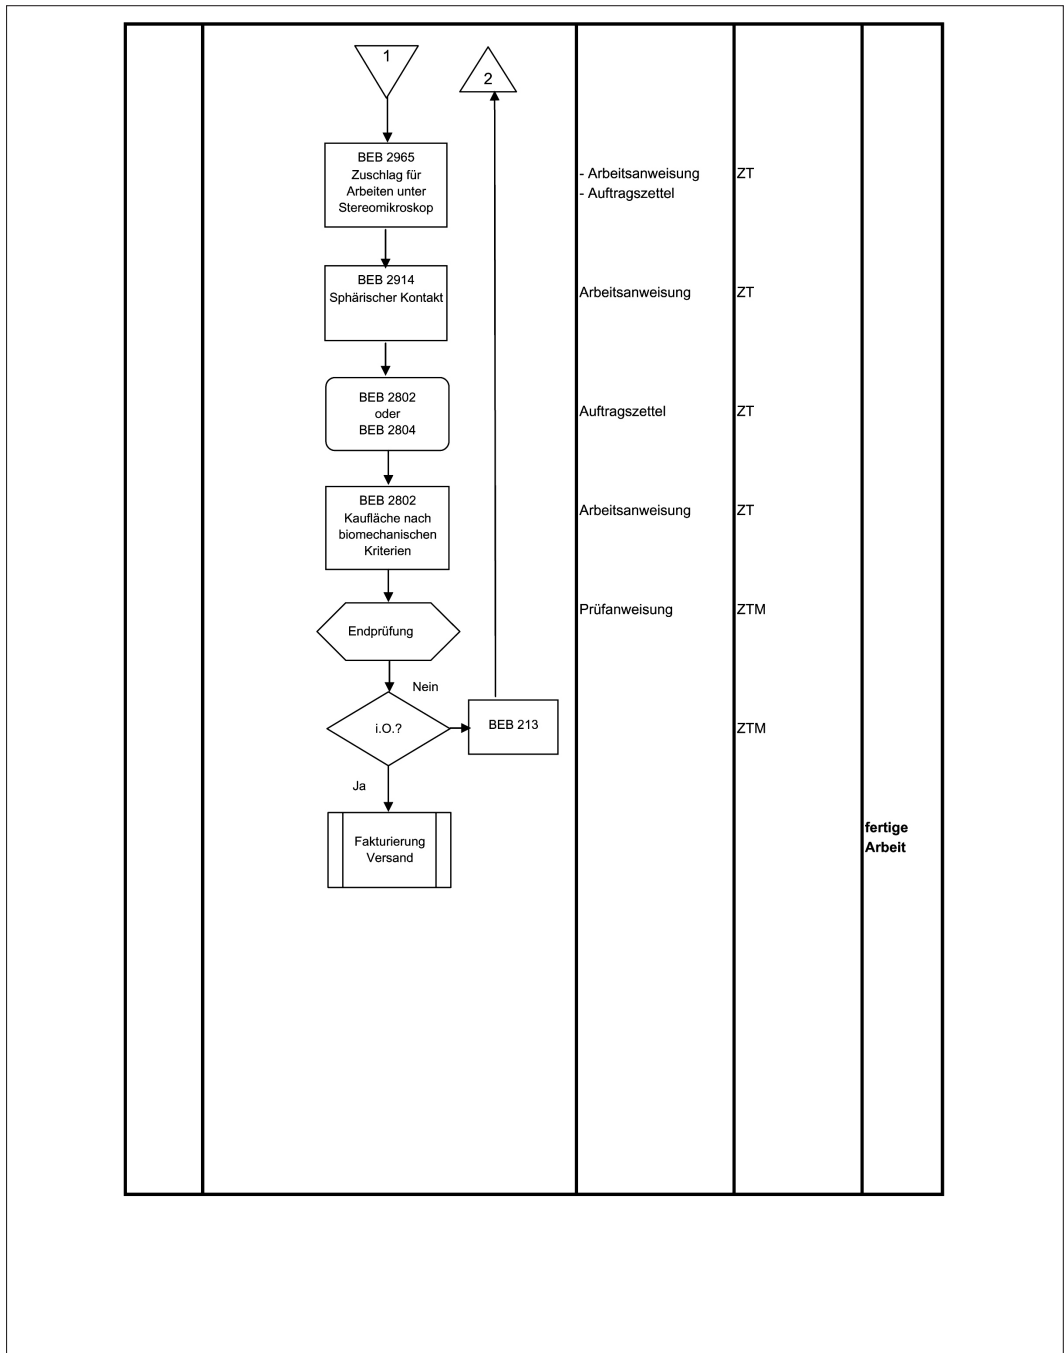 1
2
BEB 2965
Zuschlag für
Arbeiten unter
Stereomikroskop
- Arbeitsanweisung
- Auftragszettel
ZT
BEB 2914
Sphärischer Kontakt
Arbeitsanweisung
ZT
BEB 2802
oder
BEB 2804
Auftragszettel
ZT
BEB 2802
Kaufläche nach
biomechanischen
Kriterien
Arbeitsanweisung
ZT
Endprüfung
Prüfanweisung
ZTM
Nein
i.O.?
BEB 213
ZTM
Ja
Fakturierung
Versand
fertige
Arbeit